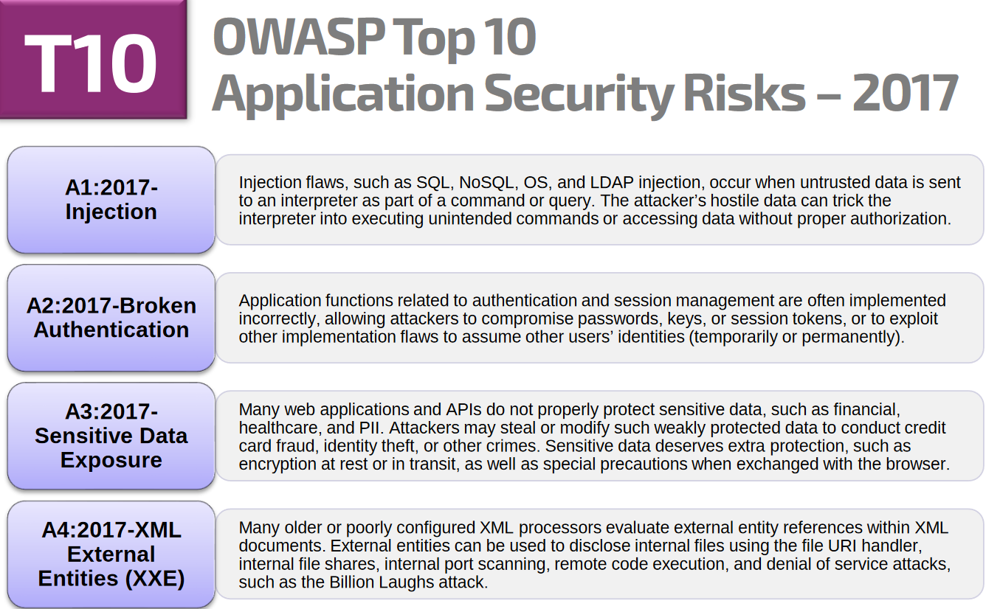 T10
OWASP Top 10
Application Security Risks – 2017
A1:2017-
Injection
Injection flaws, such as SQL, NoSQL, OS, and LDAP injection, occur when untrusted data is sent
to an interpreter as part of a command or query. The attacker’s hostile data can trick the
interpreter into executing unintended commands or accessing data without proper authorization.
A2:2017-Broken
Authentication
Application functions related to authentication and session management are often implemented
incorrectly, allowing attackers to compromise passwords, keys, or session tokens, or to exploit
other implementation flaws to assume other users’ identities (temporarily or permanently).
A3:2017-
Sensitive Data
Exposure
Many web applications and APIs do not properly protect sensitive data, such as financial,
healthcare, and PII. Attackers may steal or modify such weakly protected data to conduct credit
card fraud, identity theft, or other crimes. Sensitive data deserves extra protection, such as
encryption at rest or in transit, as well as special precautions when exchanged with the browser.
A4:2017-XML
External
Entities (XXE)
Many older or poorly configured XML processors evaluate external entity references within XML
documents. External entities can be used to disclose internal files using the file URI handler,
internal file shares, internal port scanning, remote code execution, and denial of service attacks,
such as the Billion Laughs attack.